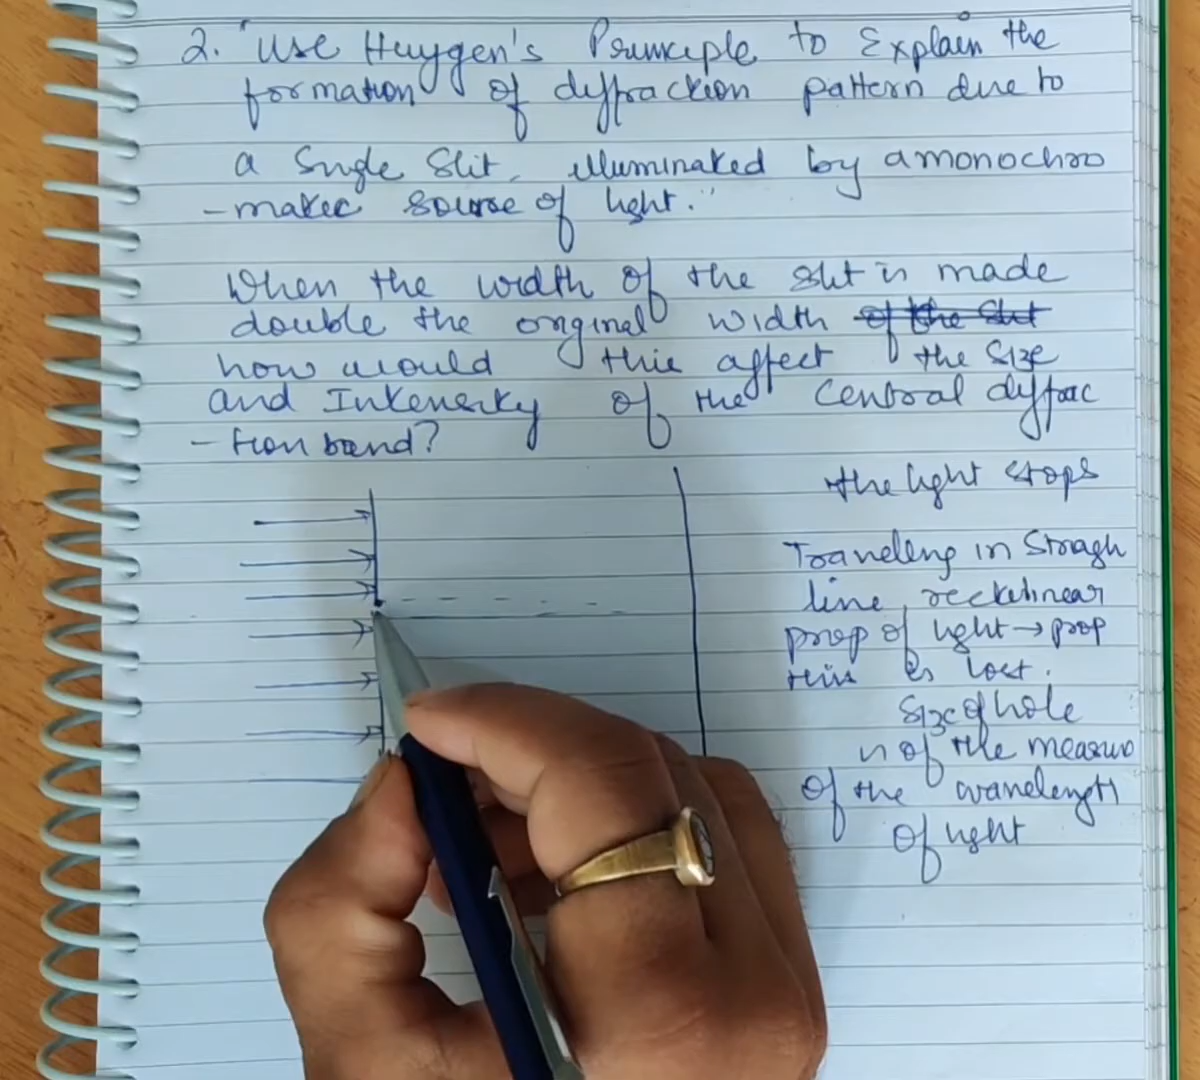 2. "Use Huygen's Principle to Explain the
formation of diffraction pattern due to
a Single Slit, illuminated by a monochro
-matic source of light."
When the width of the slit is made
double the original width of the slit
how would this affect the size
and Intensity of the central diffrac
-tion band?
the light stops
Traveling in Straigh
line, rectelinear
prop of light → prop
this is lost.
Size of hole
is of the measure
of the wavelength
of light